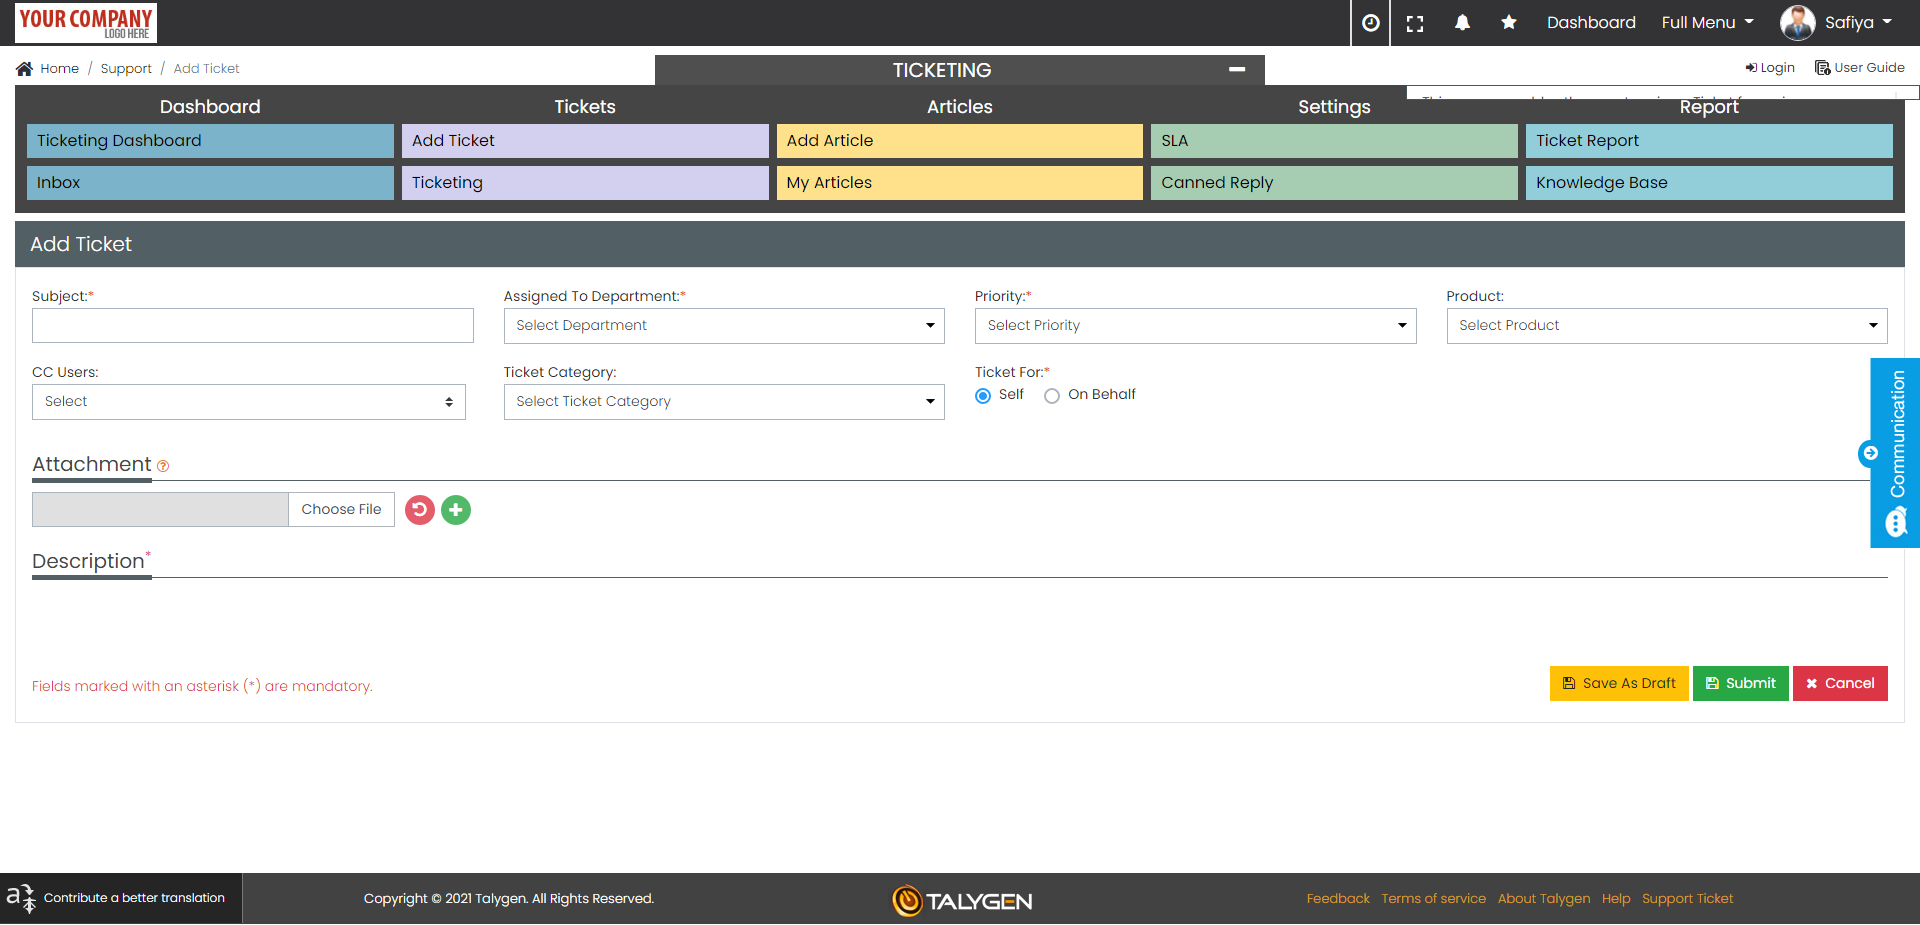 YOUR COMPANY
LOGO HERE
Dashboard
Full Menu
Safiya
Home / Support / Add Ticket
TICKETING
Login
User Guide
Dashboard
Tickets
Articles
Settings
Report
Ticketing Dashboard
Add Ticket
Add Article
SLA
Ticket Report
Inbox
Ticketing
My Articles
Canned Reply
Knowledge Base
Add Ticket
Subject:*
Assigned To Department:*
Priority:*
Product:
Select Department
Select Priority
Select Product
CC Users:
Ticket Category:
Ticket For:*
Select
Select Ticket Category
Self
On Behalf
Communication
Attachment
Choose File
Description*
Fields marked with an asterisk (*) are mandatory.
Save As Draft
Submit
Cancel
a
Contribute a better translation
Copyright © 2021 Talygen. All Rights Reserved.
TALYGEN
Feedback
Terms of service
About Talygen
Help
Support Ticket